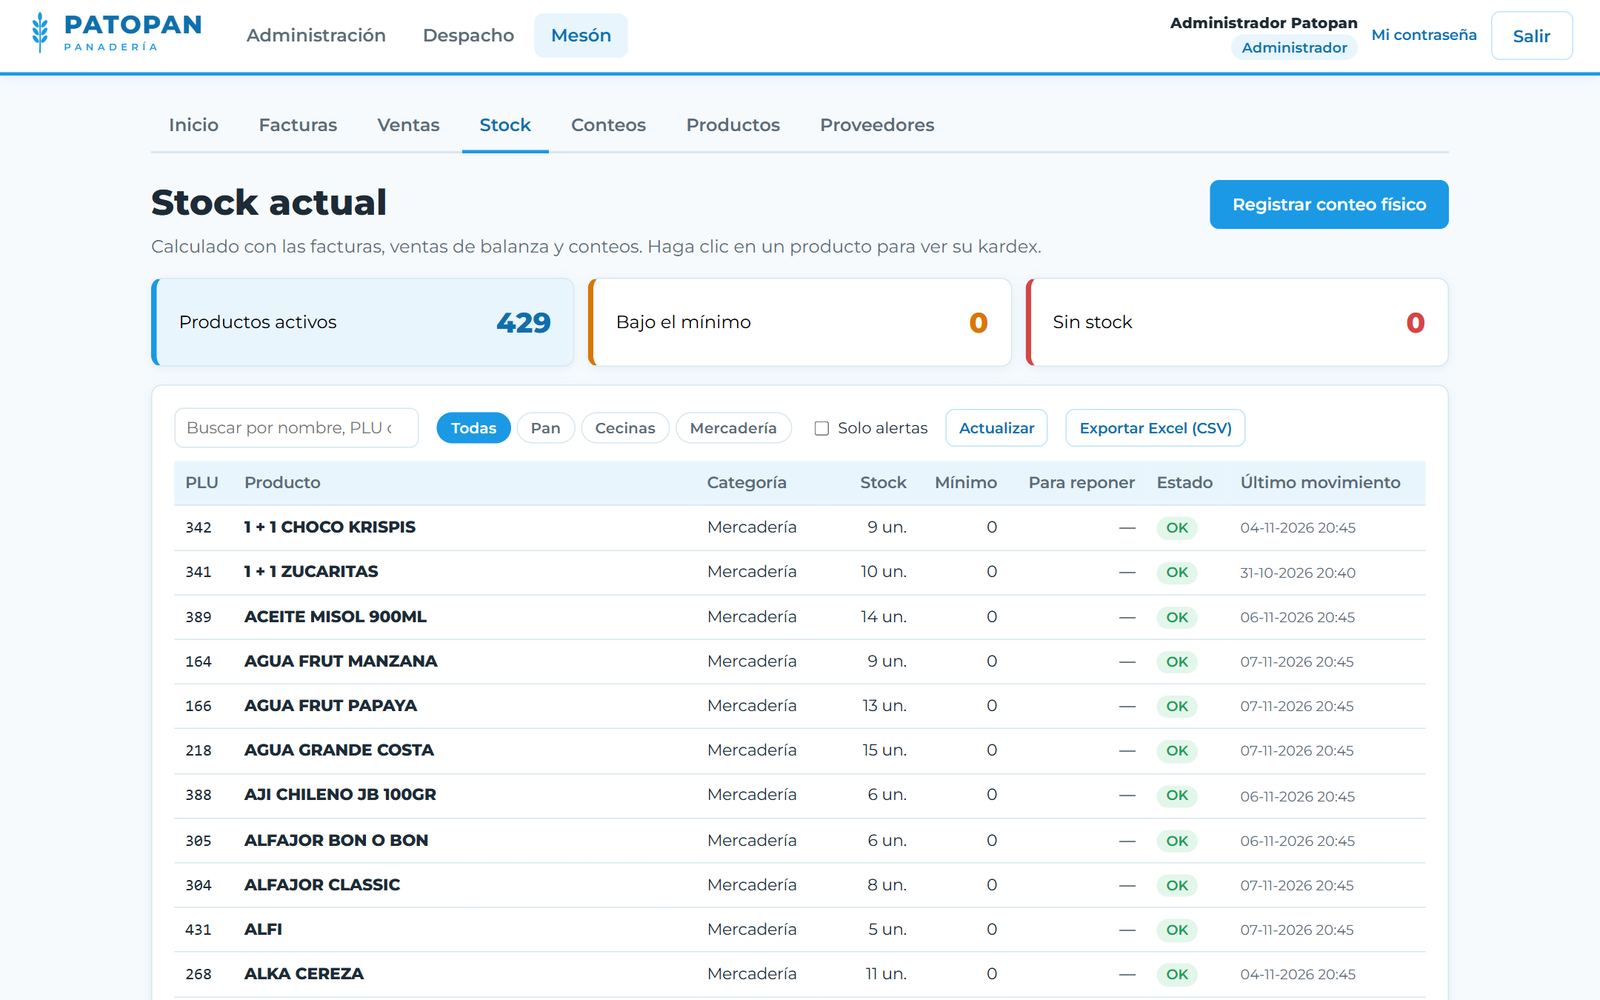 PATOPAN
PANADERÍA
Administración Despacho Mesón
Administrador Patopan
Administrador
Mi contraseña
Salir
Inicio Facturas Ventas Stock Conteos Productos Proveedores
Stock actual
Registrar conteo físico
Calculado con las facturas, ventas de balanza y conteos. Haga clic en un producto para ver su kardex.
Productos activos 429
Bajo el mínimo 0
Sin stock 0
Buscar por nombre, PLU
Todas Pan Cecinas Mercadería Solo alertas Actualizar Exportar Excel (CSV)
PLU Producto Categoría Stock Mínimo Para reponer Estado Último movimiento
342 1 + 1 CHOCO KRISPIS Mercadería 9 un. 0 — OK 04-11-2026 20:45
341 1 + 1 ZUCARITAS Mercadería 10 un. 0 — OK 31-10-2026 20:40
389 ACEITE MISOL 900ML Mercadería 14 un. 0 — OK 06-11-2026 20:45
164 AGUA FRUT MANZANA Mercadería 9 un. 0 — OK 07-11-2026 20:45
166 AGUA FRUT PAPAYA Mercadería 13 un. 0 — OK 07-11-2026 20:45
218 AGUA GRANDE COSTA Mercadería 15 un. 0 — OK 07-11-2026 20:45
388 AJI CHILENO JB 100GR Mercadería 6 un. 0 — OK 06-11-2026 20:45
305 ALFAJOR BON O BON Mercadería 6 un. 0 — OK 06-11-2026 20:45
304 ALFAJOR CLASSIC Mercadería 8 un. 0 — OK 07-11-2026 20:45
431 ALFI Mercadería 5 un. 0 — OK 07-11-2026 20:45
268 ALKA CEREZA Mercadería 11 un. 0 — OK 04-11-2026 20:45